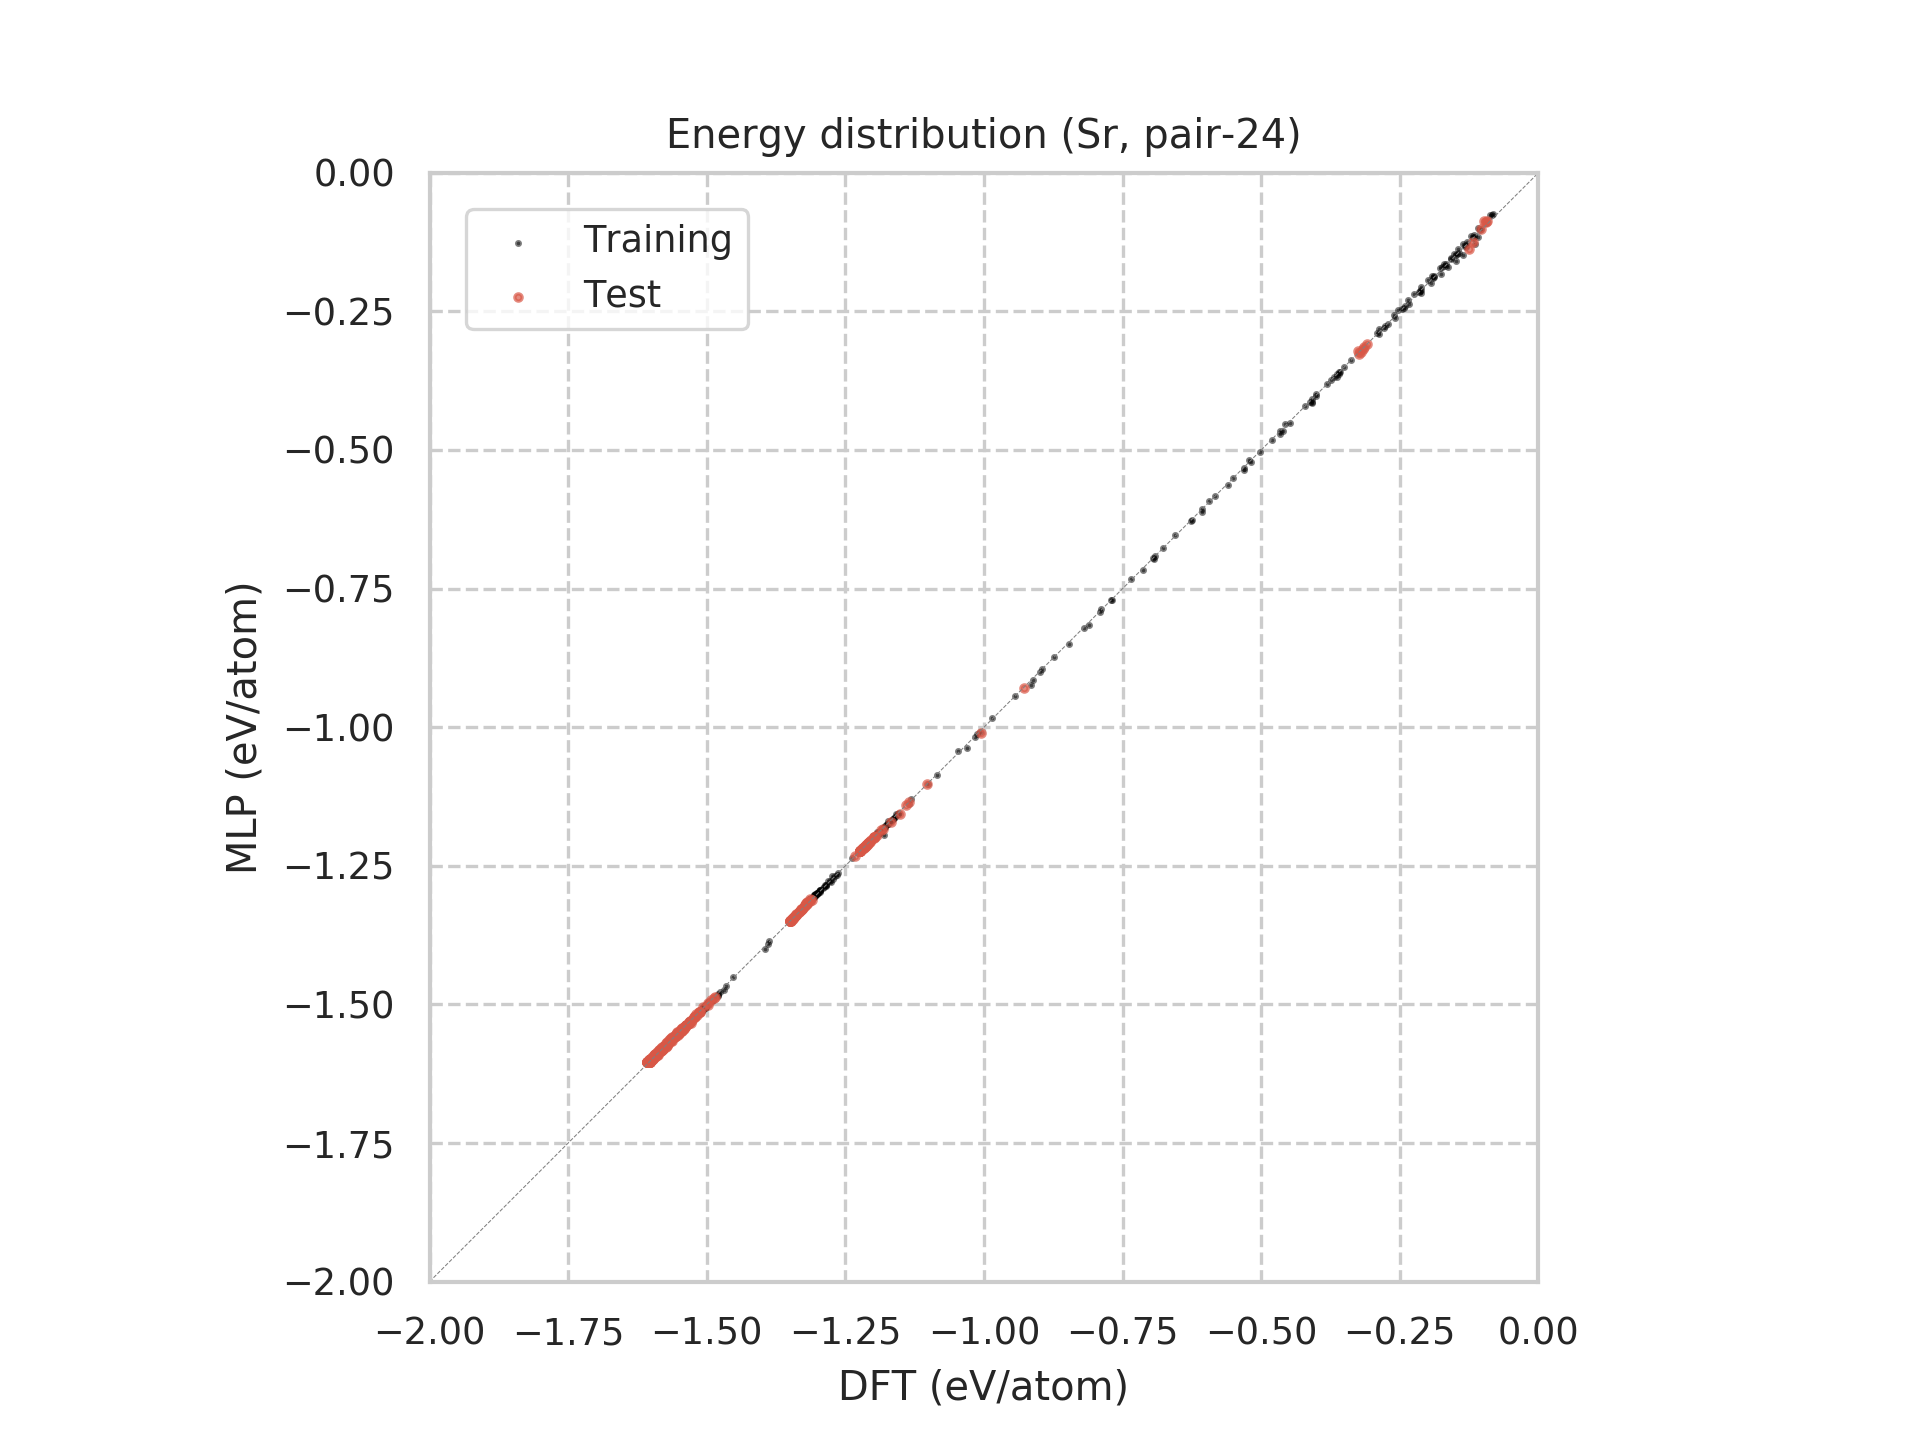 Energy distribution (Sr, pair-24)
Training
Test
0.00
−0.25
−0.50
−0.75
−1.00
−1.25
−1.50
−1.75
−2.00
MLP (eV/atom)
−2.00 −1.75 −1.50 −1.25 −1.00 −0.75 −0.50 −0.25 0.00
DFT (eV/atom)